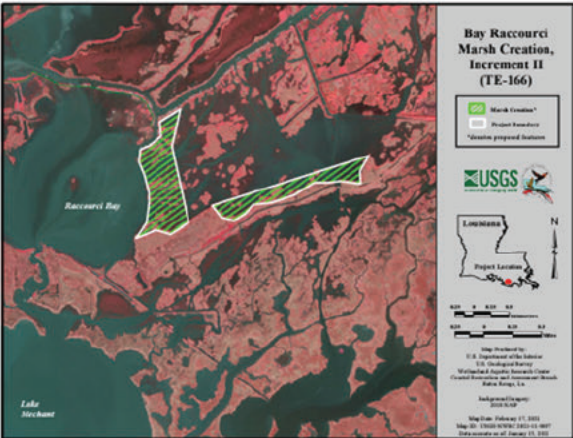 Bay Raccourci
Marsh Creation,
Increment II
(TE-166)
Marsh Creation*
Project Boundary
*denotes proposed features
USGS
Raccourci Bay
Louisiana
N
Project Location
Lake
Mechant
Map Produced by:
U.S. Department of the Interior
U.S. Geological Survey
Wetland and Aquatic Research Center
Coastal Restoration and Assessment Branch
Baton Rouge, La.
Background Imagery:
Map Date: February 17, 2021